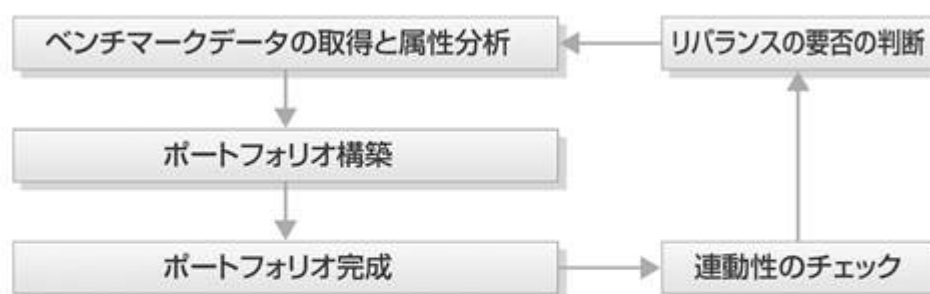 ベンチマークデータの取得と属性分析
リバランスの要否の判断
ポートフォリオ構築
ポートフォリオ完成
連動性のチェック